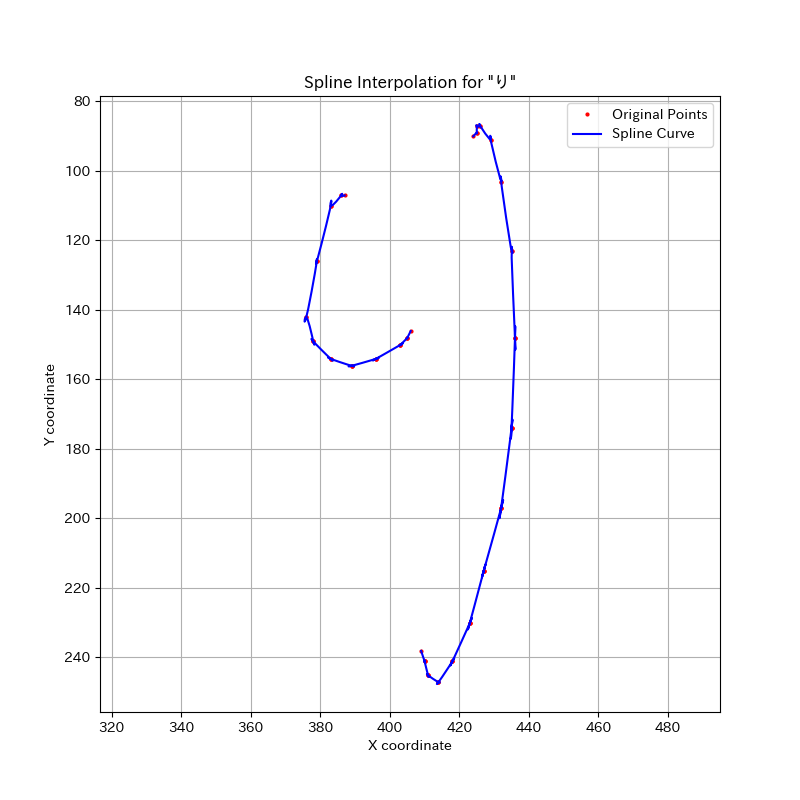 Spline Interpolation for "り"
Original Points
Spline Curve
80
100
120
140
160
180
200
220
240
Y coordinate
320 340 360 380 400 420 440 460 480
X coordinate